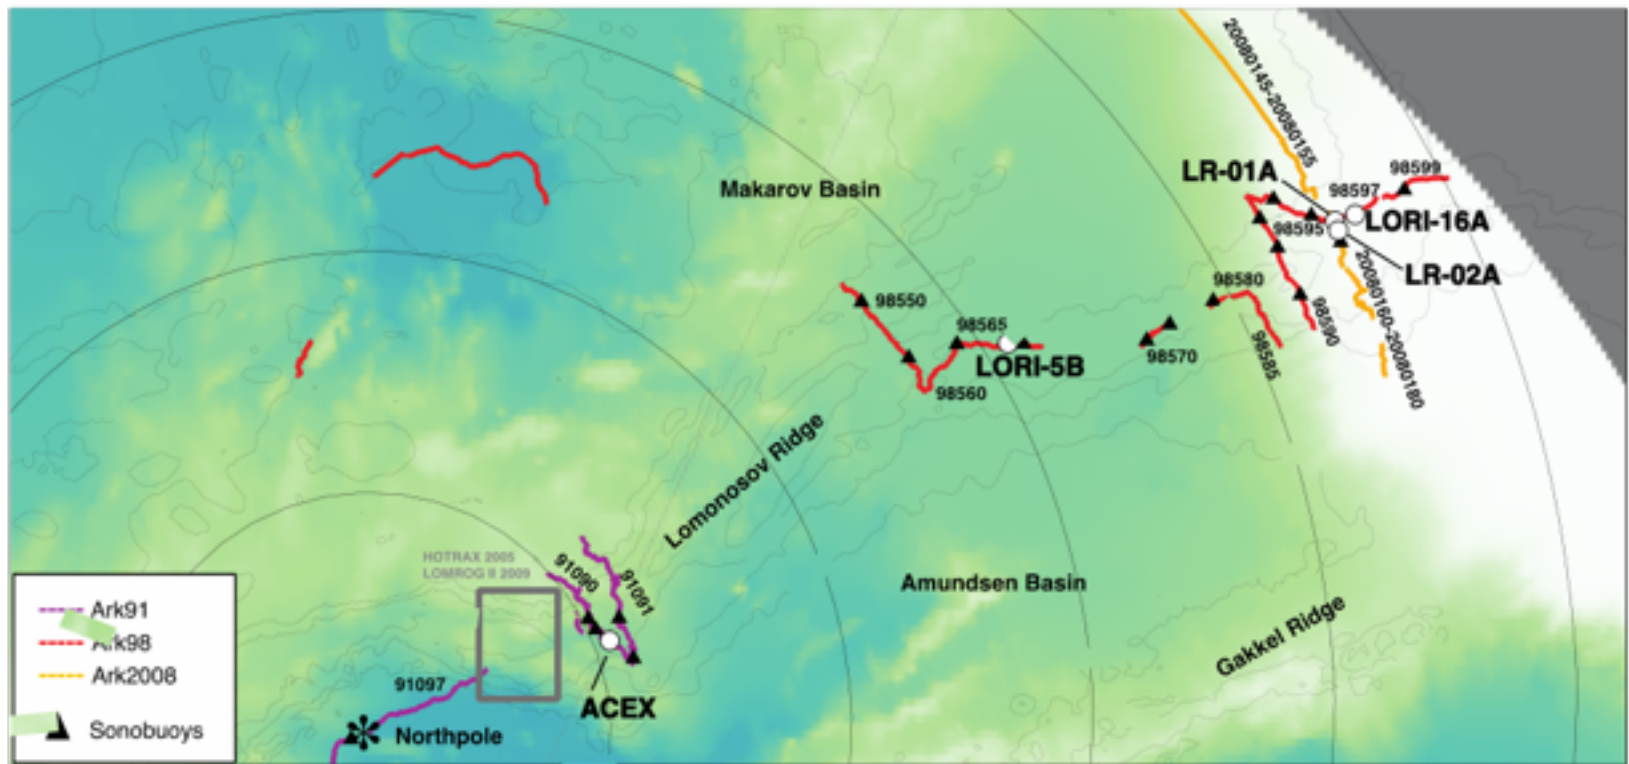 20080145-20080155
LR-01A
98599
98597
Makarov Basin
LORI-16A
98595
LR-02A
98580
20080160-20080180
98550
98565
98590
98570
98585
LORI-5B
98560
Lomonosov Ridge
HOTRAX 2005
LOMROG II 2009
91090
91091
Amundsen Basin
Gakkel Ridge
91097
ACEX
Northpole
Ark91
Ark98
Ark2008
Sonobuoys